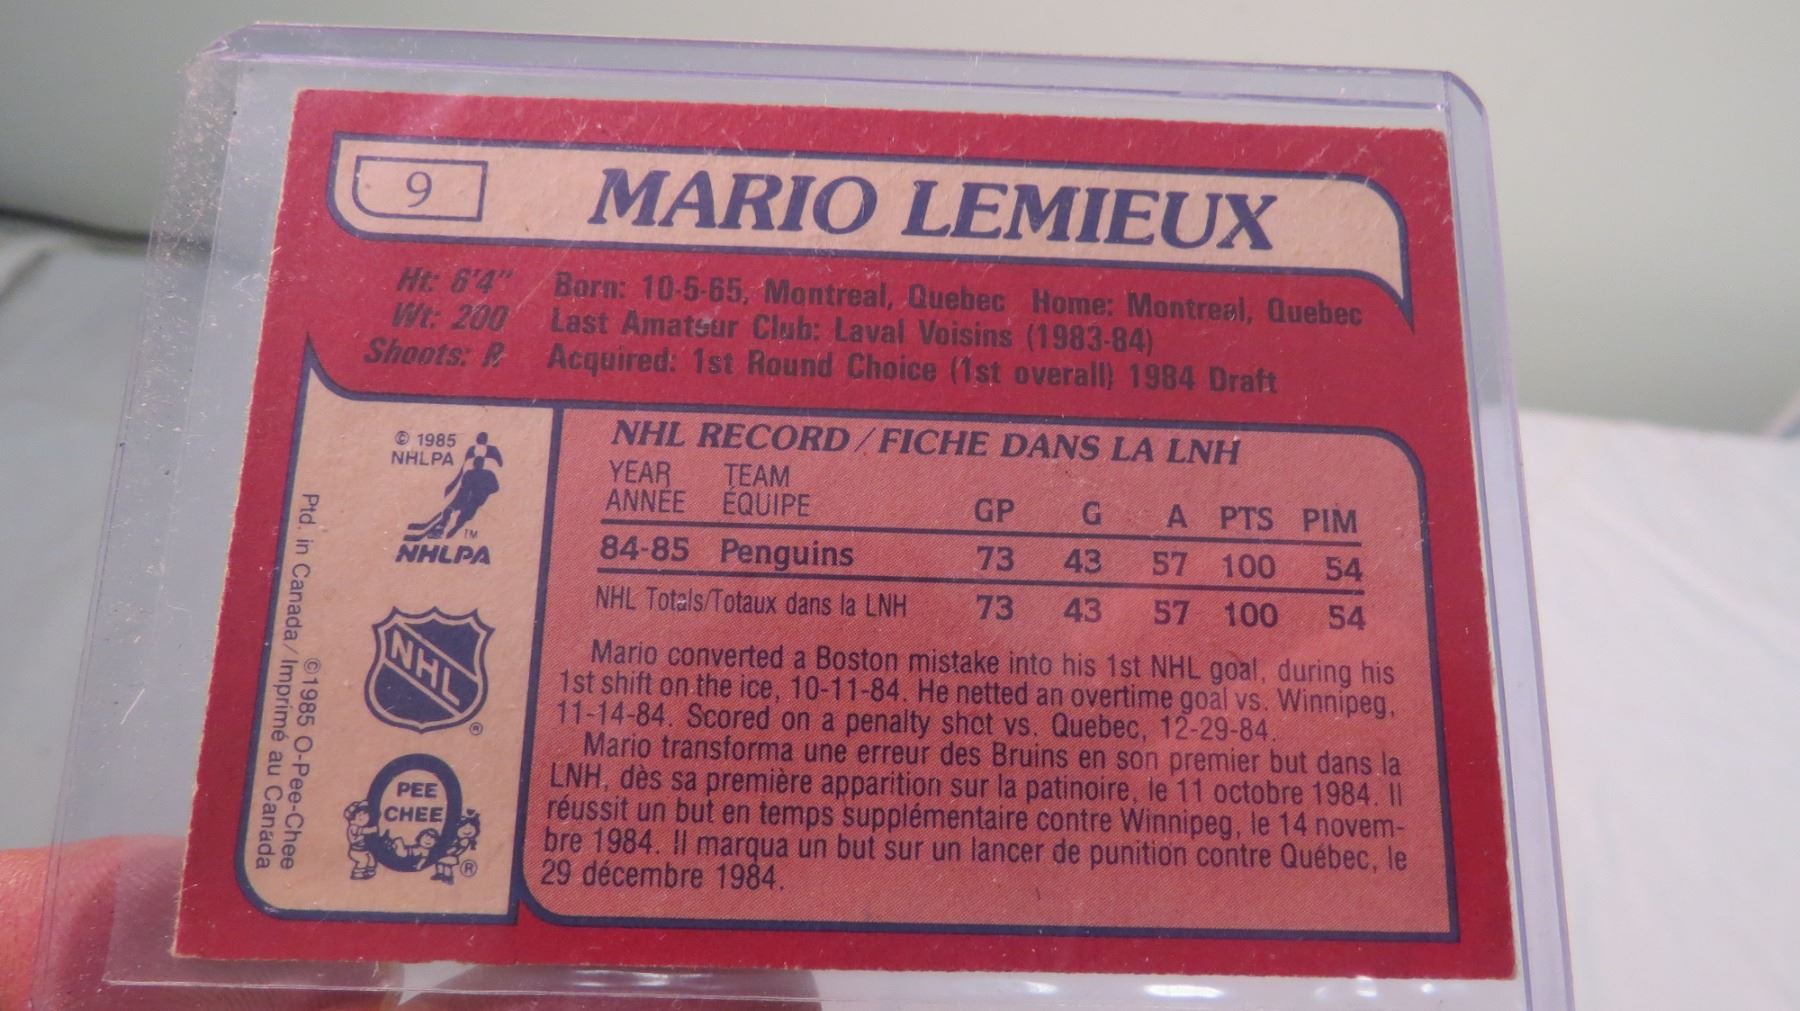 9
MARIO LEMIEUX
Ht: 6'4" Born: 10-5-65, Montreal, Quebec Home: Montreal, Quebec
Wt: 200 Last Amateur Club: Laval Voisins (1983-84)
Shoots: R Acquired: 1st Round Choice (1st overall) 1984 Draft
© 1985
NHLPA
TM
NHLPA
NHL
®
PEE
CHEE
®
©1985 O-Pee-Chee
Ptd. in Canada/Imprimé au Canada
NHL RECORD/FICHE DANS LA LNH
YEAR TEAM
ANNÉE ÉQUIPE GP G A PTS PIM
84-85 Penguins 73 43 57 100 54
NHL Totals/Totaux dans la LNH 73 43 57 100 54
Mario converted a Boston mistake into his 1st NHL goal, during his
1st shift on the ice, 10-11-84. He netted an overtime goal vs. Winnipeg,
11-14-84. Scored on a penalty shot vs. Quebec, 12-29-84.
Mario transforma une erreur des Bruins en son premier but dans la
LNH, dès sa première apparition sur la patinoire, le 11 octobre 1984. Il
réussit un but en temps supplémentaire contre Winnipeg, le 14 novem-
bre 1984. Il marqua un but sur un lancer de punition contre Québec, le
29 décembre 1984.